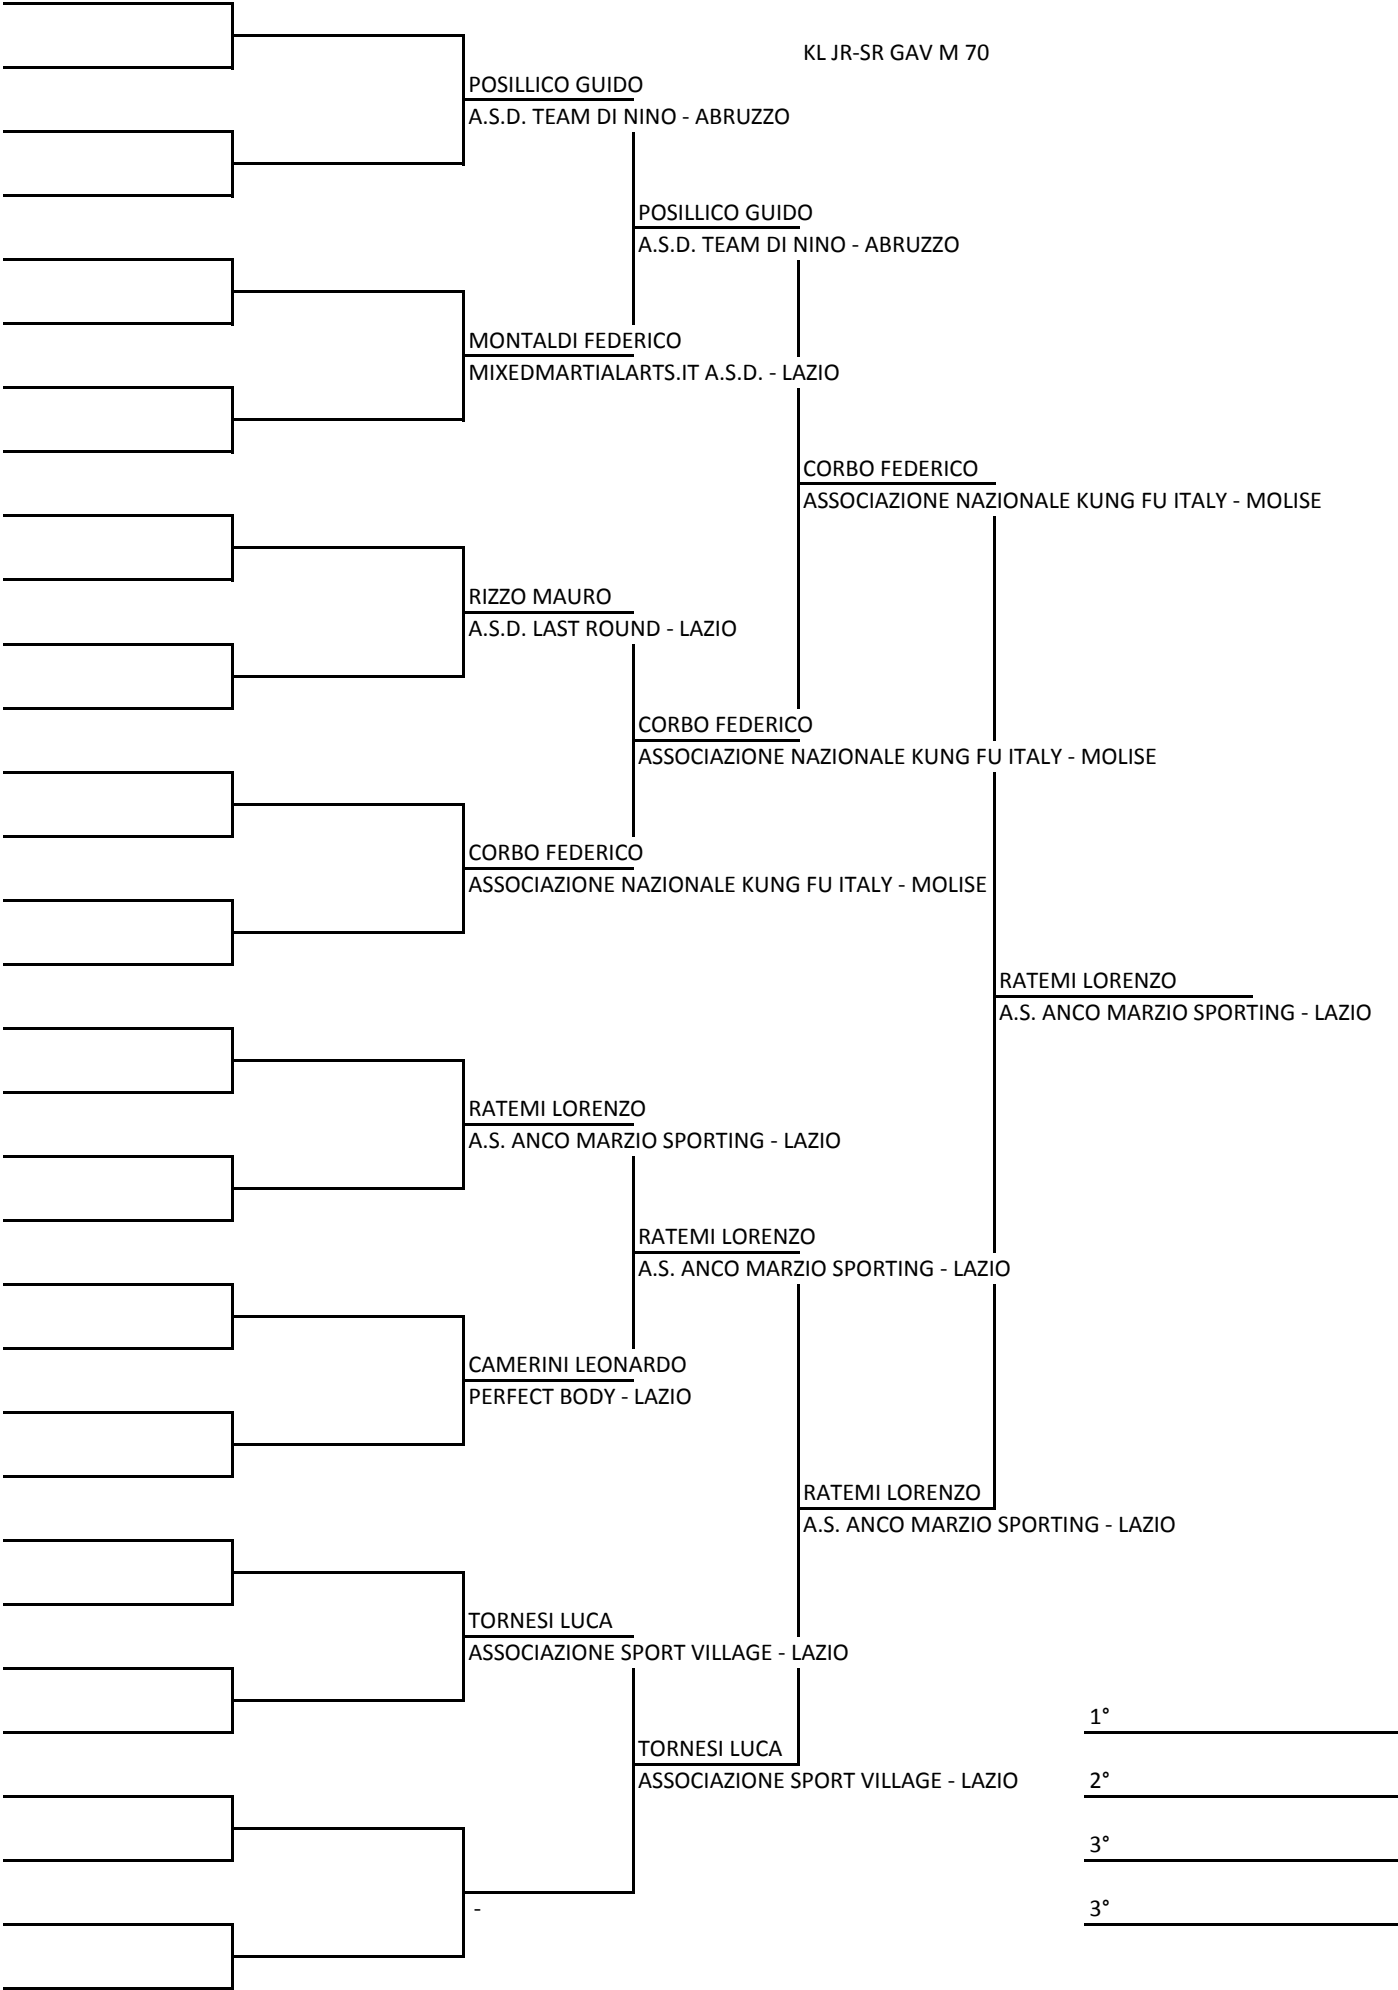 KL JR-SR GAV M 70
POSILLICO GUIDO
A.S.D. TEAM DI NINO - ABRUZZO
POSILLICO GUIDO
A.S.D. TEAM DI NINO - ABRUZZO
MONTALDI FEDERICO
MIXEDMARTIALARTS.IT A.S.D. - LAZIO
CORBO FEDERICO
ASSOCIAZIONE NAZIONALE KUNG FU ITALY - MOLISE
RIZZO MAURO
A.S.D. LAST ROUND - LAZIO
CORBO FEDERICO
ASSOCIAZIONE NAZIONALE KUNG FU ITALY - MOLISE
CORBO FEDERICO
ASSOCIAZIONE NAZIONALE KUNG FU ITALY - MOLISE
RATEMI LORENZO
A.S. ANCO MARZIO SPORTING - LAZIO
RATEMI LORENZO
A.S. ANCO MARZIO SPORTING - LAZIO
RATEMI LORENZO
A.S. ANCO MARZIO SPORTING - LAZIO
CAMERINI LEONARDO
PERFECT BODY - LAZIO
RATEMI LORENZO
A.S. ANCO MARZIO SPORTING - LAZIO
TORNESI LUCA
ASSOCIAZIONE SPORT VILLAGE - LAZIO
1°
TORNESI LUCA
ASSOCIAZIONE SPORT VILLAGE - LAZIO
2°
3°
-
3°